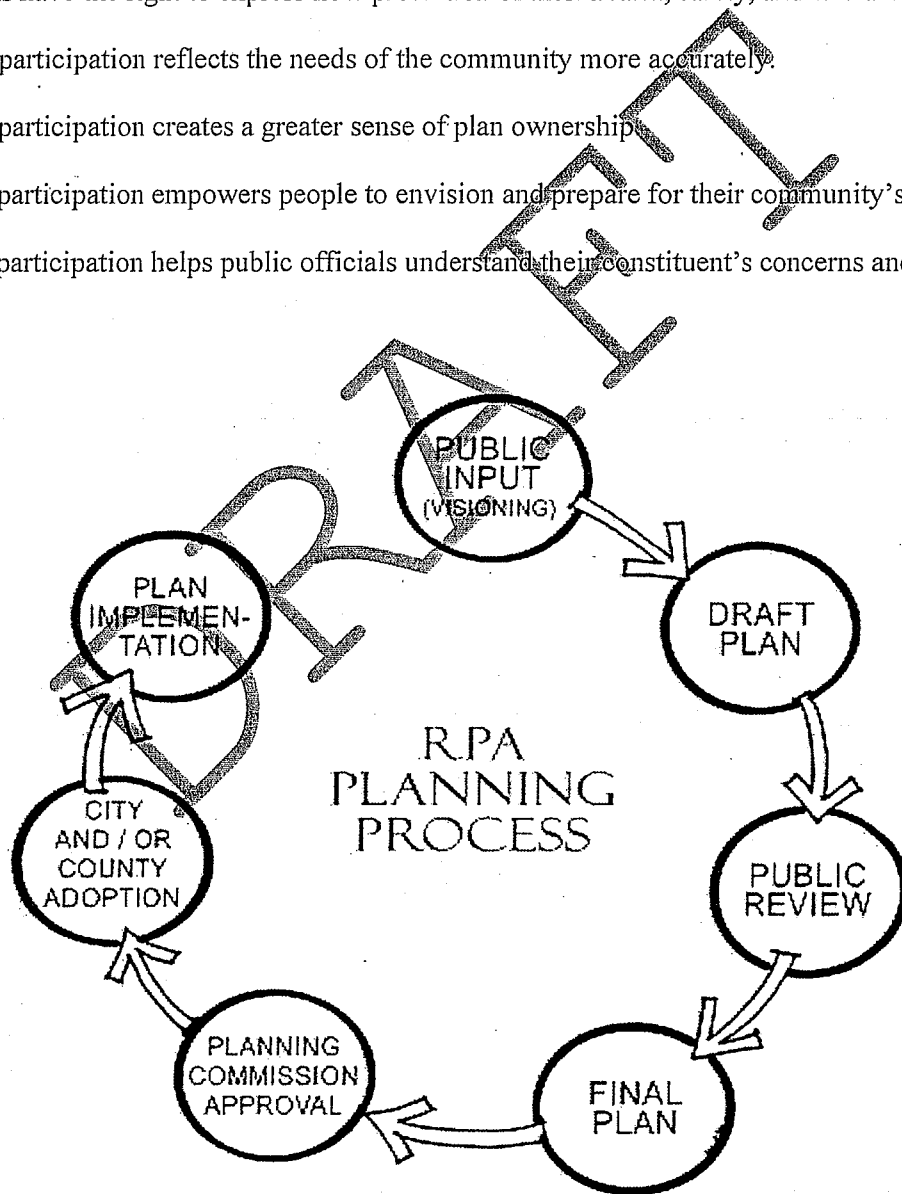 participation reflects the needs of the community more accurately.
participation creates a greater sense of plan ownership
participation empowers people to envision and prepare for their community's
participation helps public officials understand their constituent's concerns and
DRAFT
PUBLIC
INPUT
(VISIONING)
DRAFT
PLAN
PUBLIC
REVIEW
FINAL
PLAN
PLANNING
COMMISSION
APPROVAL
CITY
AND / OR
COUNTY
ADOPTION
PLAN
IMPLEMEN-
TATION
RPA
PLANNING
PROCESS